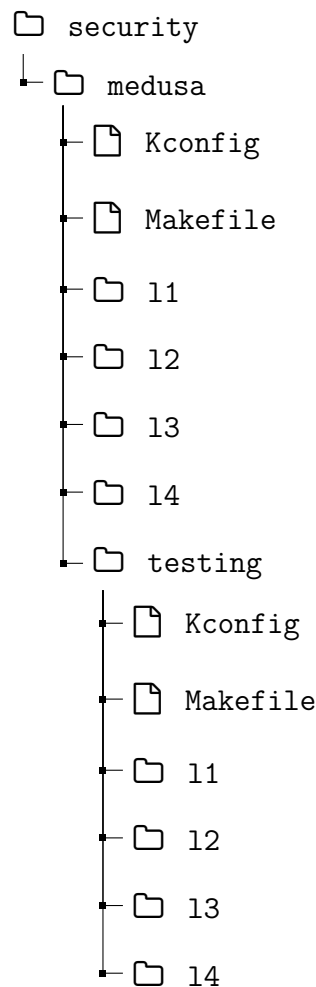 security
medusa
Kconfig
Makefile
l1
l2
l3
l4
testing
Kconfig
Makefile
l1
l2
l3
l4